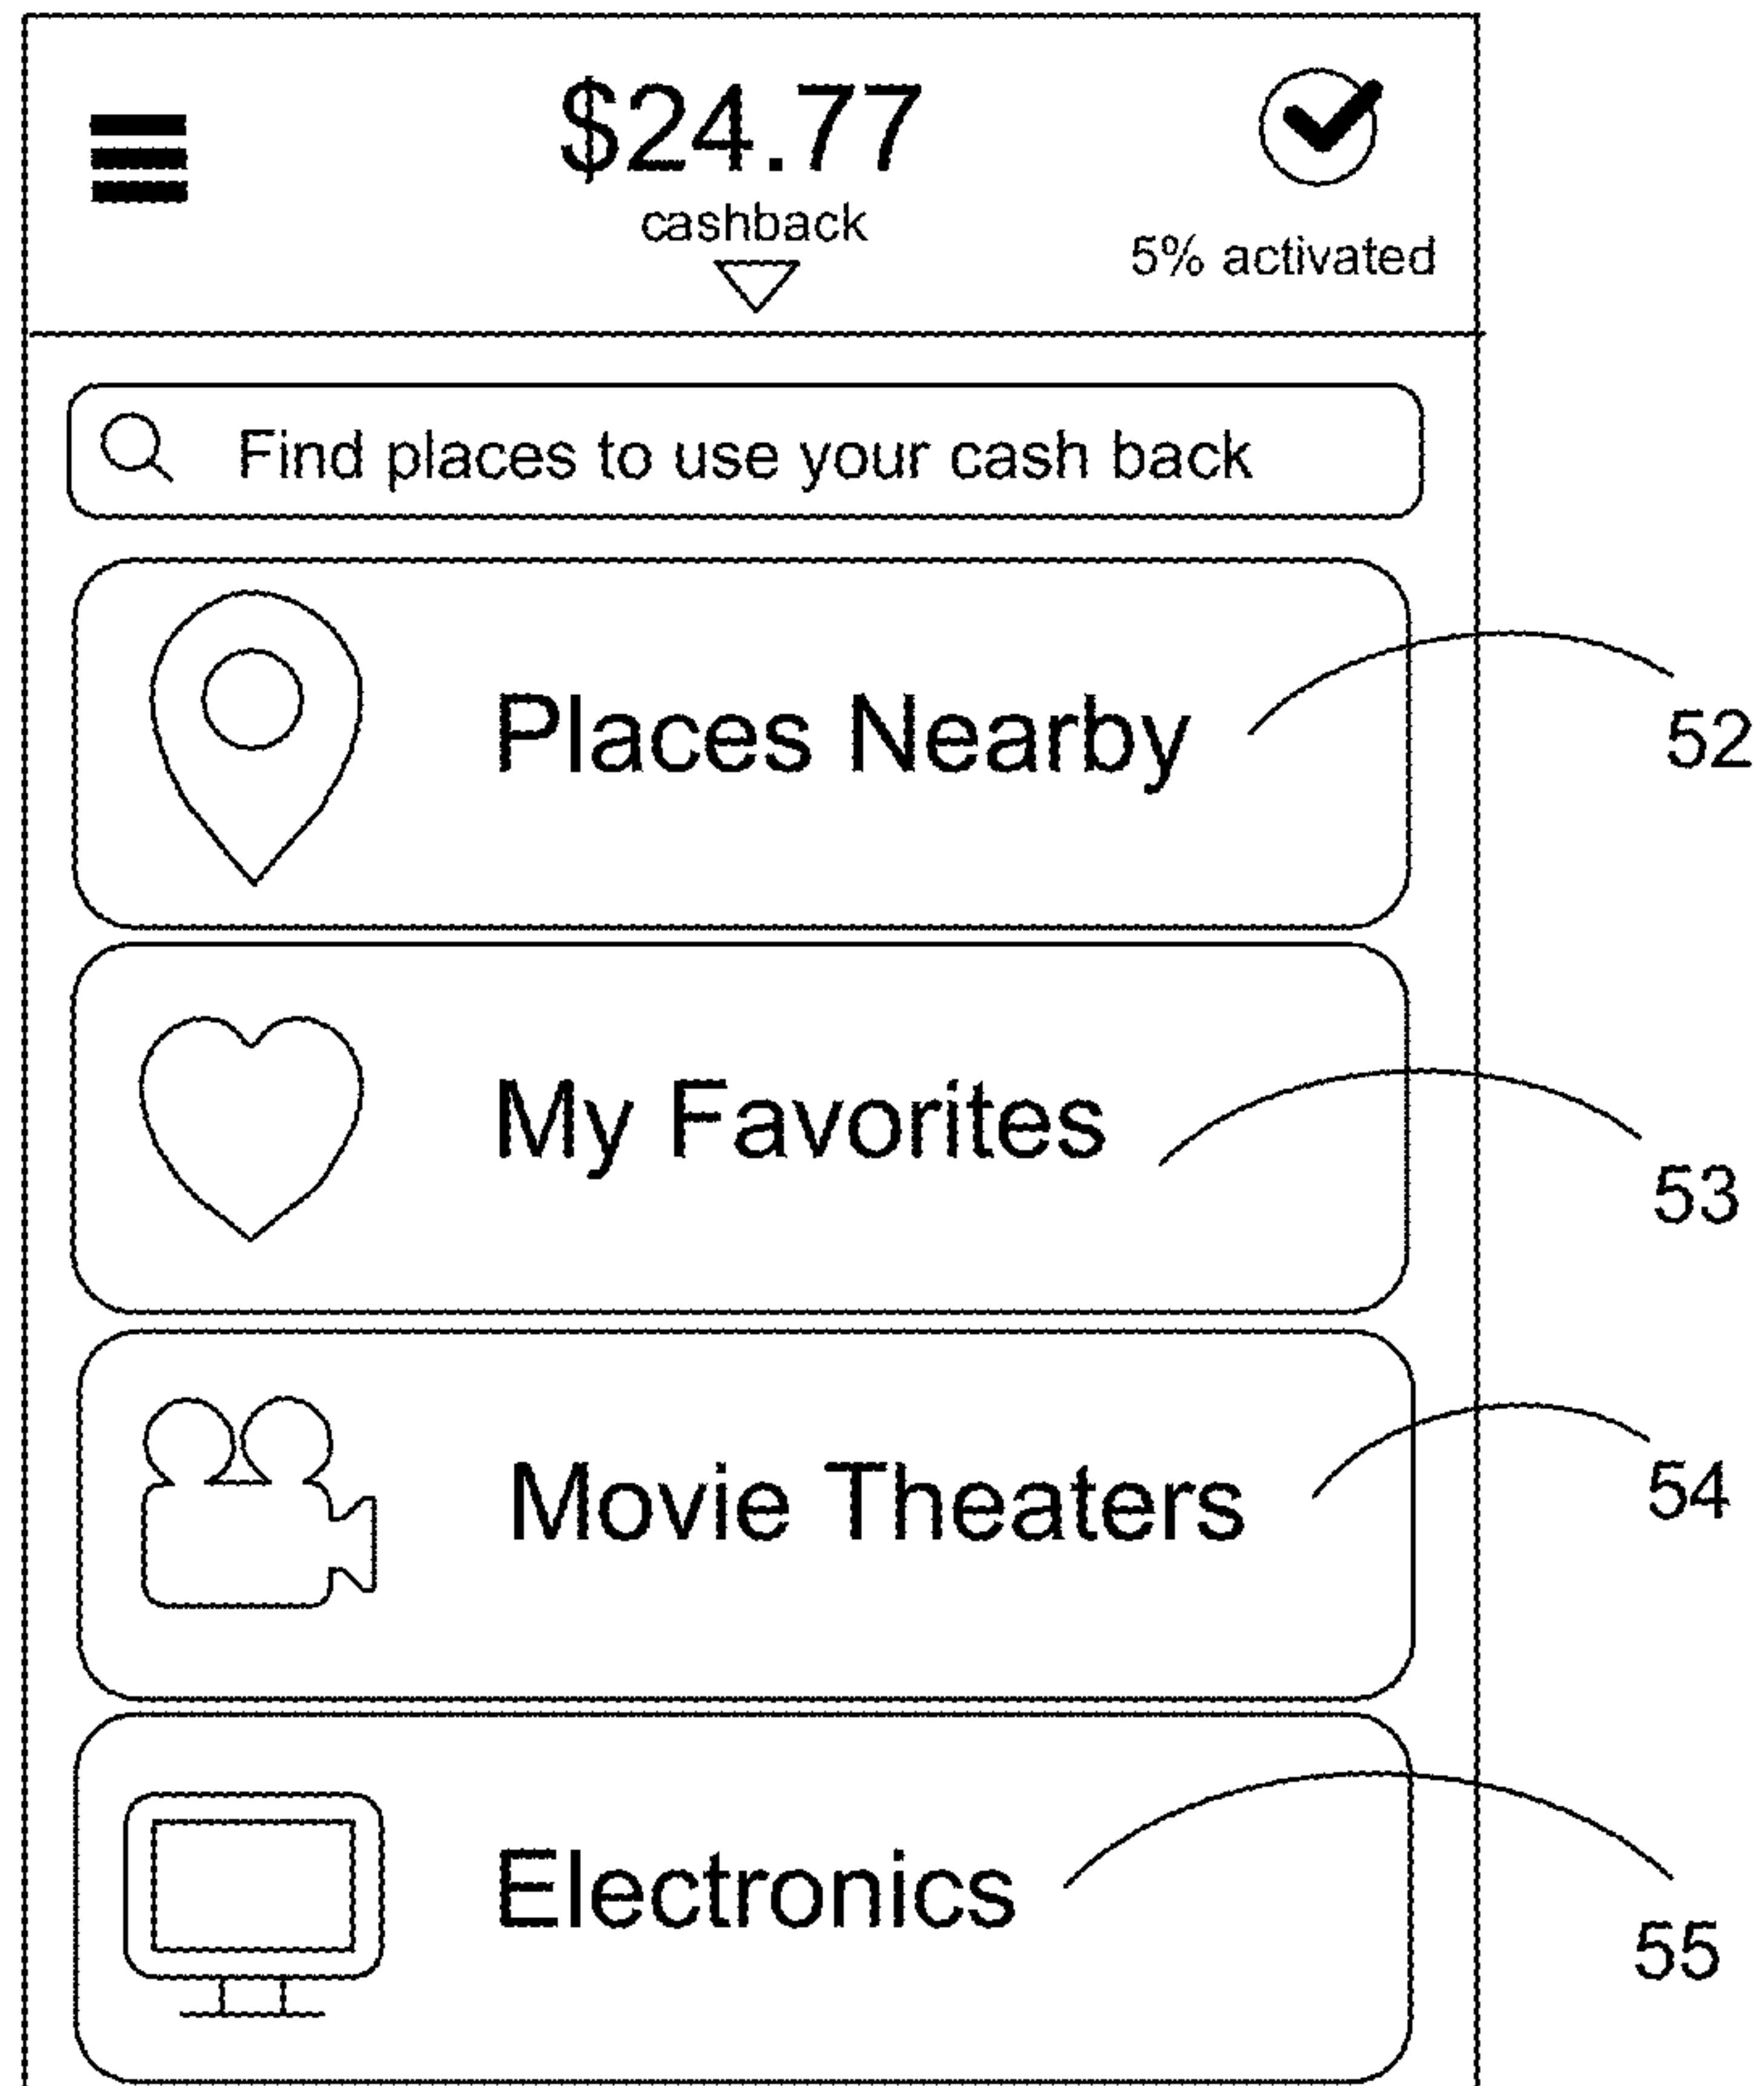 $24.77
cashback
5% activated
Find places to use your cash back
Places Nearby
52
My Favorites
53
Movie Theaters
54
Electronics
55